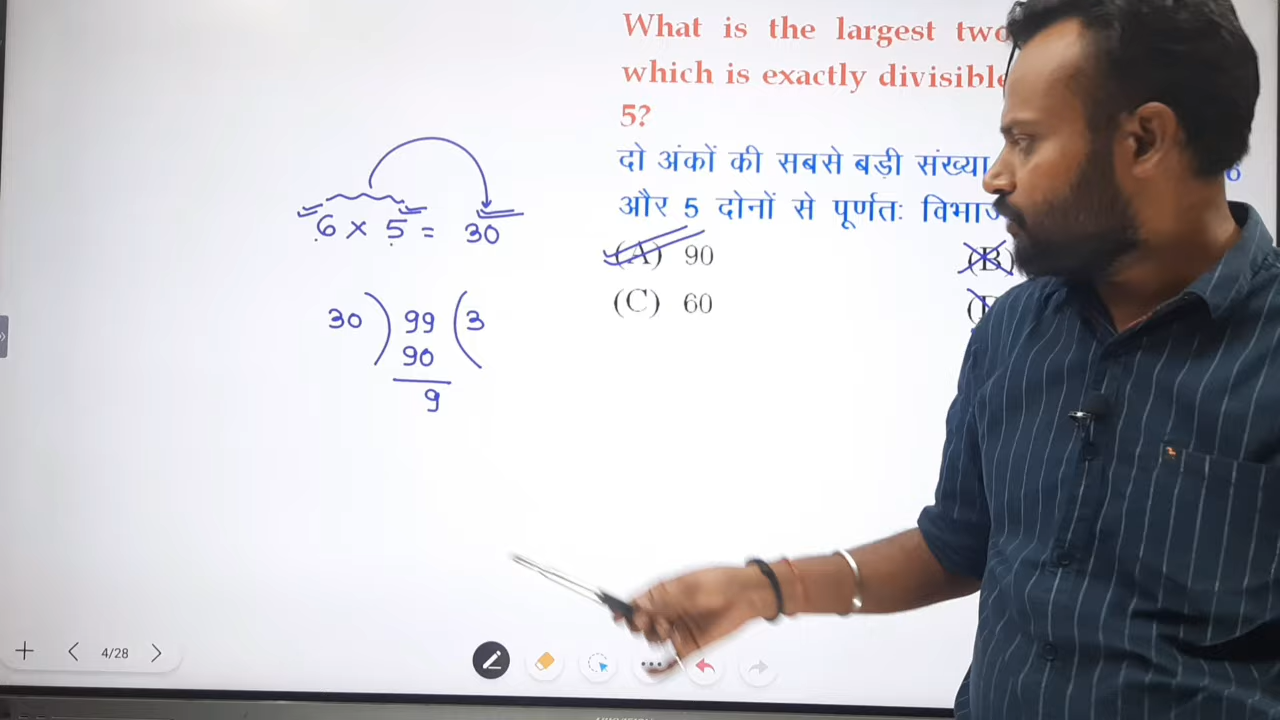 What is the largest two
which is exactly divisible
5?
दो अंकों की सबसे बड़ी संख्या 6
और 5 दोनों से पूर्णतः
(A) 90 (B)
(C) 60
6 × 5 = 30
30 ) 99 ( 3
90
9
4/28